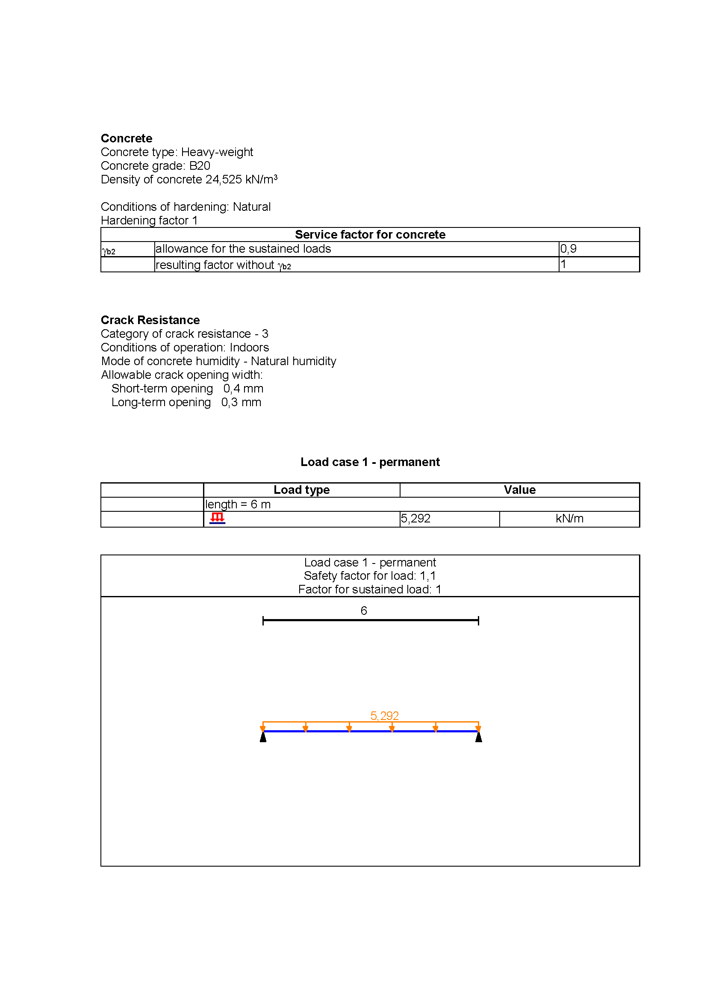 Concrete
Concrete type: Heavy-weight
Concrete grade: B20
Density of concrete 24,525 kN/m³
Conditions of hardening: Natural
Hardening factor 1
Service factor for concrete
γb2 allowance for the sustained loads 0,9
resulting factor without γb2 1
Crack Resistance
Category of crack resistance - 3
Conditions of operation: Indoors
Mode of concrete humidity - Natural humidity
Allowable crack opening width:
Short-term opening 0,4 mm
Long-term opening 0,3 mm
Load case 1 - permanent
Load type Value
length = 6 m
5,292 kN/m
Load case 1 - permanent
Safety factor for load: 1,1
Factor for sustained load: 1
6
5,292